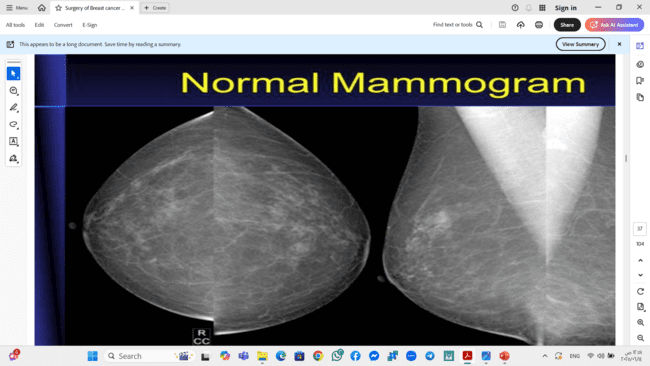 Menu
Surgery of Breast cancer ...
Create
Sign in
All tools Edit Convert E-Sign
Find text or tools
Share
Ask AI Assistant
This appears to be a long document. Save time by reading a summary.
View Summary
Normal Mammogram
R
CC
37
104
Search
ENG